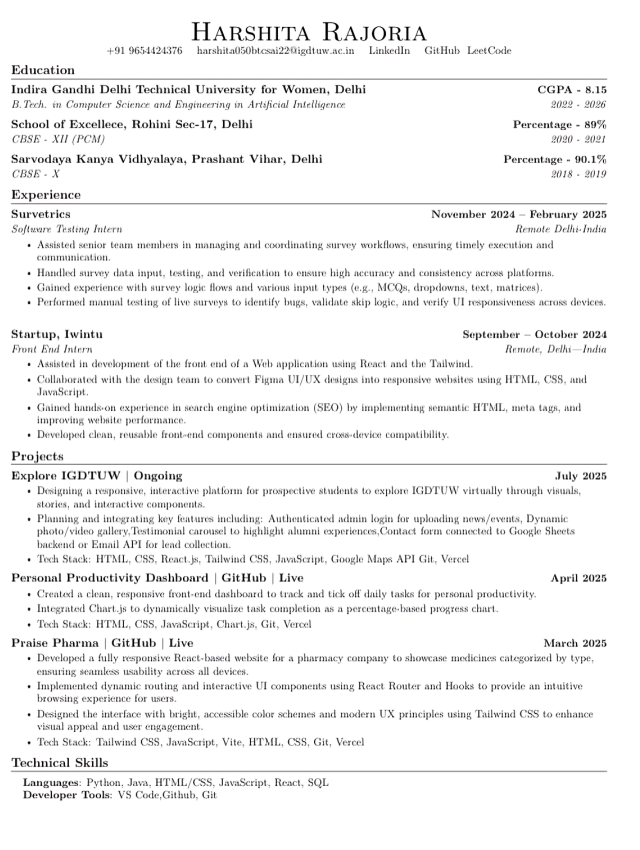 Harshita Rajoria
+91 9654424376 harshita050btcsai22@igdtuw.ac.in LinkedIn GitHub LeetCode
Education
Indira Gandhi Delhi Technical University for Women, Delhi CGPA - 8.15
B.Tech. in Computer Science and Engineering in Artificial Intelligence 2022 - 2026
School of Excellece, Rohini Sec-17, Delhi Percentage - 89%
CBSE - XII (PCM) 2020 - 2021
Sarvodaya Kanya Vidhyalaya, Prashant Vihar, Delhi Percentage - 90.1%
CBSE - X 2018 - 2019
Experience
Survetrics November 2024 – February 2025
Software Testing Intern Remote Delhi-India
• Assisted senior team members in managing and coordinating survey workflows, ensuring timely execution and
communication.
• Handled survey data input, testing, and verification to ensure high accuracy and consistency across platforms.
• Gained experience with survey logic flows and various input types (e.g., MCQs, dropdowns, text, matrices).
• Performed manual testing of live surveys to identify bugs, validate skip logic, and verify UI responsiveness across devices.
Startup, Iwintu September – October 2024
Front End Intern Remote, Delhi—India
• Assisted in development of the front end of a Web application using React and the Tailwind.
• Collaborated with the design team to convert Figma UI/UX designs into responsive websites using HTML, CSS, and
JavaScript.
• Gained hands-on experience in search engine optimization (SEO) by implementing semantic HTML, meta tags, and
improving website performance.
• Developed clean, reusable front-end components and ensured cross-device compatibility.
Projects
Explore IGDTUW | Ongoing July 2025
• Designing a responsive, interactive platform for prospective students to explore IGDTUW virtually through visuals,
stories, and interactive components.
• Planning and integrating key features including: Authenticated admin login for uploading news/events, Dynamic
photo/video gallery,Testimonial carousel to highlight alumni experiences,Contact form connected to Google Sheets
backend or Email API for lead collection.
• Tech Stack: HTML, CSS, React.js, Tailwind CSS, JavaScript, Google Maps API Git, Vercel
Personal Productivity Dashboard | GitHub | Live April 2025
• Created a clean, responsive front-end dashboard to track and tick off daily tasks for personal productivity.
• Integrated Chart.js to dynamically visualize task completion as a percentage-based progress chart.
• Tech Stack: HTML, CSS, JavaScript, Chart.js, Git, Vercel
Praise Pharma | GitHub | Live March 2025
• Developed a fully responsive React-based website for a pharmacy company to showcase medicines categorized by type,
ensuring seamless usability across all devices.
• Implemented dynamic routing and interactive UI components using React Router and Hooks to provide an intuitive
browsing experience for users.
• Designed the interface with bright, accessible color schemes and modern UX principles using Tailwind CSS to enhance
visual appeal and user engagement.
• Tech Stack: Tailwind CSS, JavaScript, Vite, HTML, CSS, Git, Vercel
Technical Skills
Languages: Python, Java, HTML/CSS, JavaScript, React, SQL
Developer Tools: VS Code,Github, Git